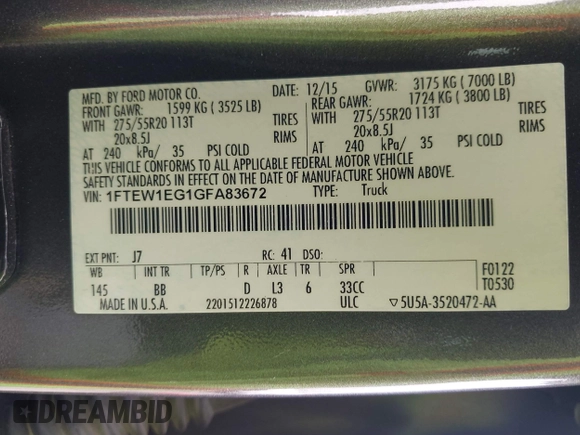 MFD. BY FORD MOTOR CO. DATE: 12/15 GVWR: 3175 KG ( 7000 LB)
FRONT GAWR: 1599 KG ( 3525 LB) REAR GAWR: 1724 KG ( 3800 LB)
WITH 275/55R20 113T TIRES WITH 275/55R20 113T TIRES
20x8.5J RIMS 20x8.5J RIMS
AT 240 kPa/ 35 PSI COLD AT 240 kPa/ 35 PSI COLD
THIS VEHICLE CONFORMS TO ALL APPLICABLE FEDERAL MOTOR VEHICLE
SAFETY STANDARDS IN EFFECT ON THE DATE OF MANUFACTURE SHOWN ABOVE.
VIN: 1FTEW1EG1GFA83672 TYPE: Truck
EXT PNT: J7 RC: 41 DSO:
WB INT TR TP/PS R AXLE TR SPR F0122
145 BB D L3 6 33CC T0530
MADE IN U.S.A. 2201512226878 ULC ▽5U5A-3520472-AA
DREAMBID